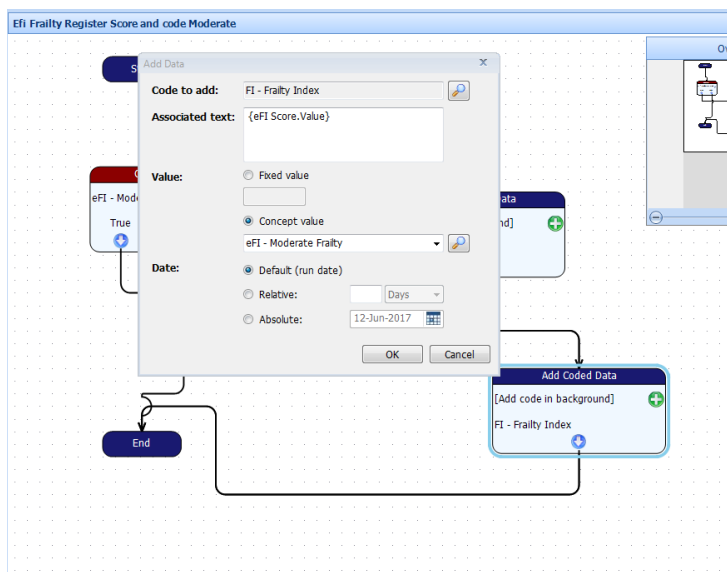 Efi Frailty Register Score and code Moderate
Add Data
x
Code to add:
FI - Frailty Index
Associated text:
{eFI Score.Value}
Value:
Fixed value
Concept value
eFI - Moderate Frailty
Date:
Default (run date)
Relative:
Days
Absolute:
12-Jun-2017
OK
Cancel
True
Add Coded Data
[Add code in background]
FI - Frailty Index
End